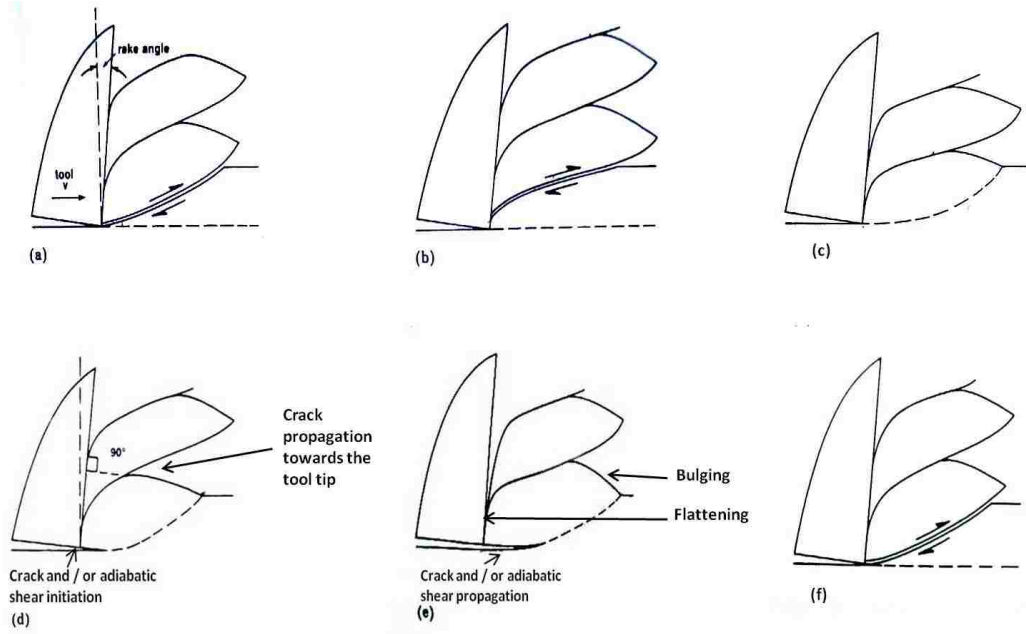 rake angle
tool
v
(a)
(b)
(c)
90°
Crack
propagation
towards the
tool tip
Crack and / or adiabatic
shear initiation
(d)
Bulging
Flattening
Crack and / or adiabatic
shear propagation
(e)
(f)